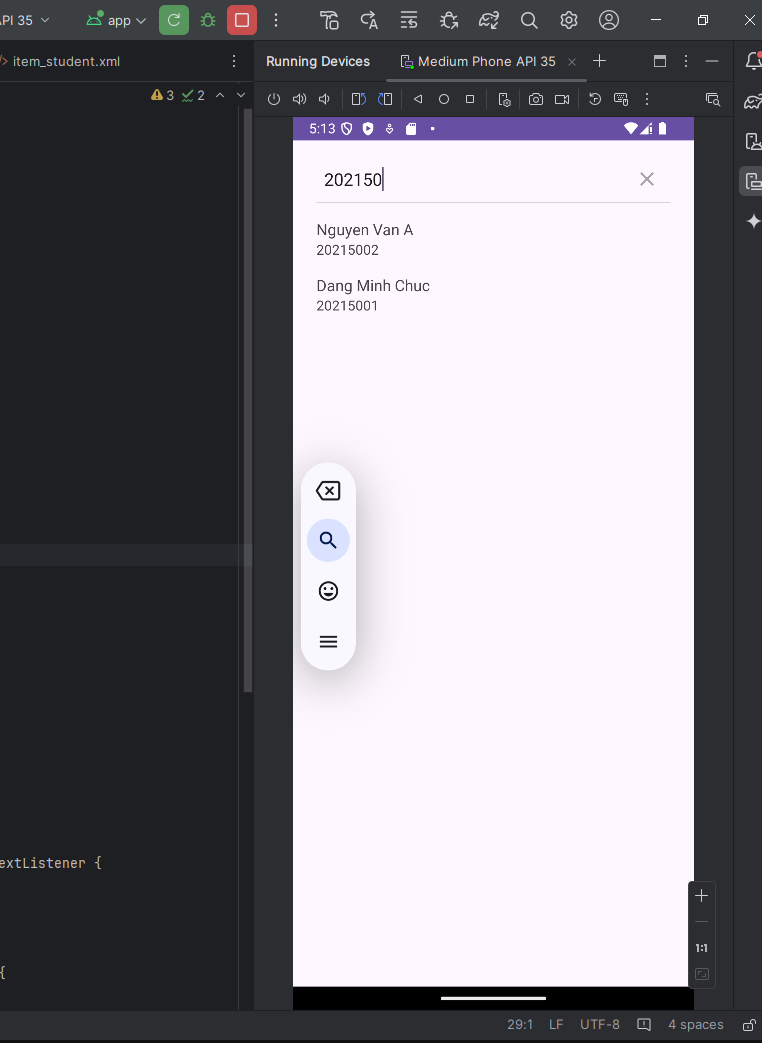 API 35
app
item_student.xml
Running Devices
Medium Phone API 35
3
2
5:13
202150
Nguyen Van A
20215002
Dang Minh Chuc
20215001
extListener {
1:1
{
29:1 LF UTF-8 4 spaces